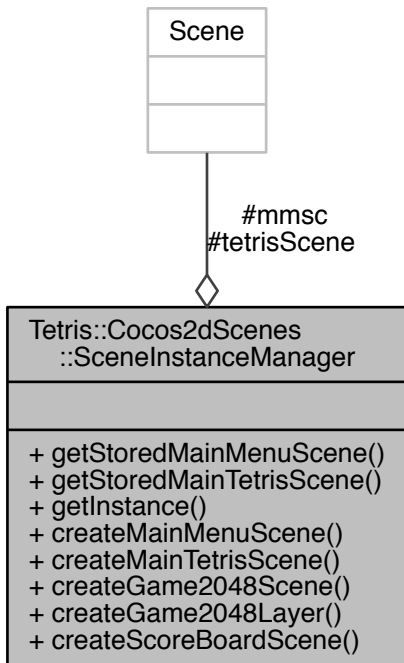 Scene
#mmsc
#tetrisScene
Tetris::Cocos2dScenes
::SceneInstanceManager
+ getStoredMainMenuScene()
+ getStoredMainTetrisScene()
+ getInstance()
+ createMainMenuScene()
+ createMainTetrisScene()
+ createGame2048Scene()
+ createGame2048Layer()
+ createScoreBoardScene()